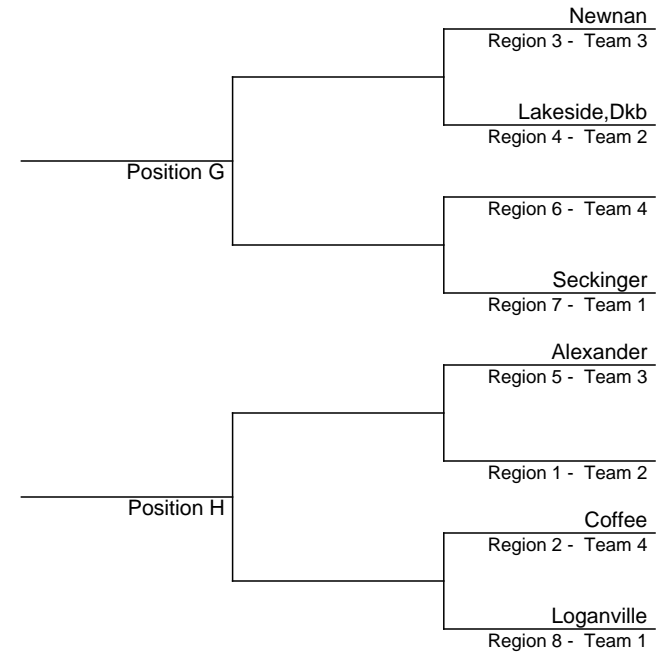 Newnan
Region 3 - Team 3
Lakeside,Dkb
Region 4 - Team 2
Position G
Region 6 - Team 4
Seckinger
Region 7 - Team 1
Alexander
Region 5 - Team 3
Region 1 - Team 2
Position H
Coffee
Region 2 - Team 4
Loganville
Region 8 - Team 1